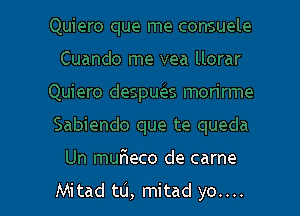 Quiero que me consuele
Cuando me vea llorar
Quiero después morirme
Sabiendo que te queda
Un muñeco de carne
Mitad tú, mitad yo....